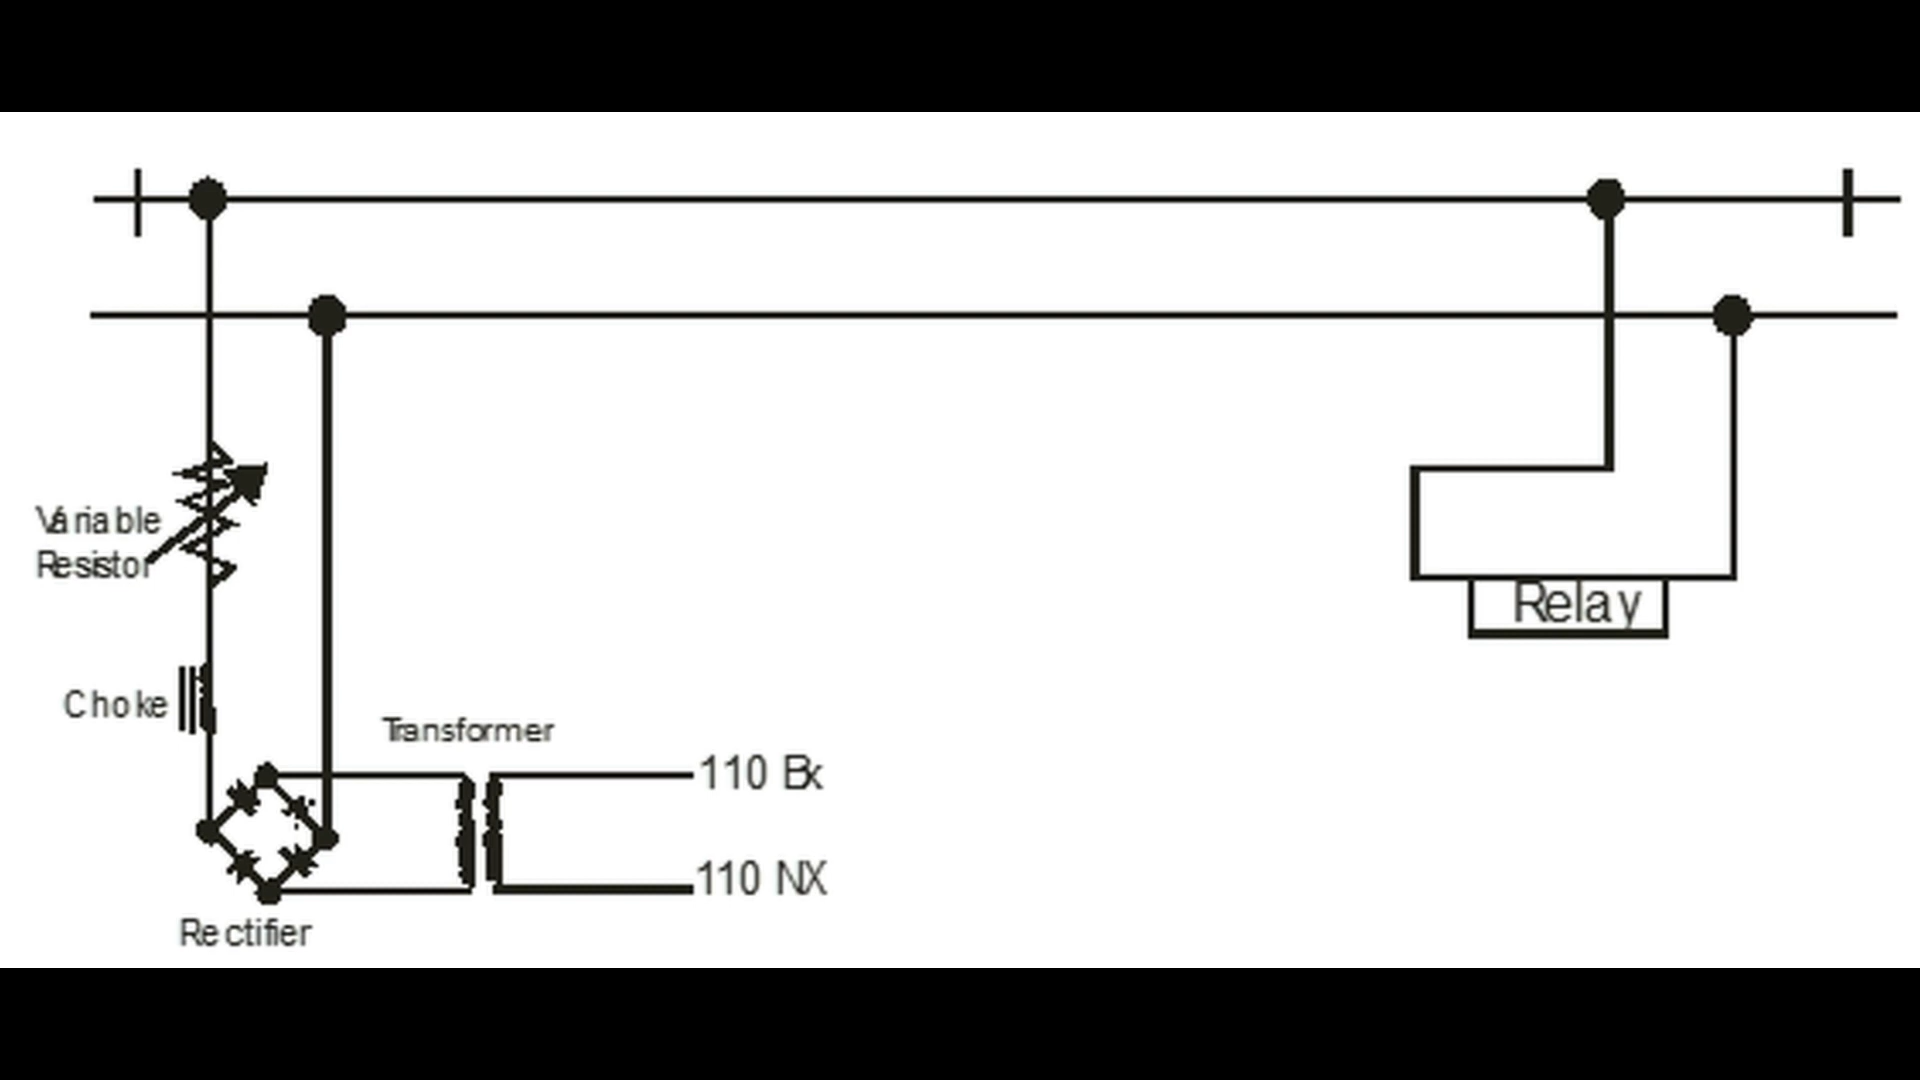 Variable
Resistor
Relay
Choke
Transformer
110 Bx
110 NX
Rectifier